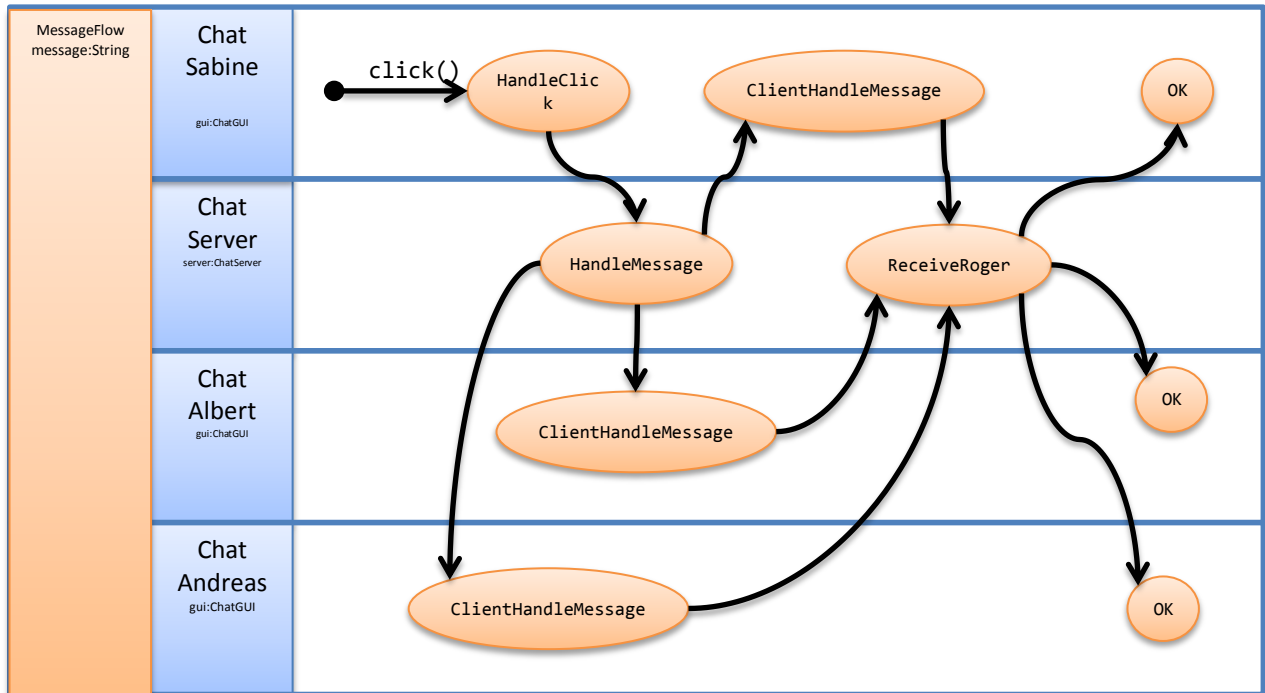 MessageFlow
message:String
Chat
Sabine
gui:ChatGUI
click()
HandleClic
k
ClientHandleMessage
OK
Chat
Server
server:ChatServer
HandleMessage
ReceiveRoger
Chat
Albert
gui:ChatGUI
ClientHandleMessage
OK
Chat
Andreas
gui:ChatGUI
ClientHandleMessage
OK